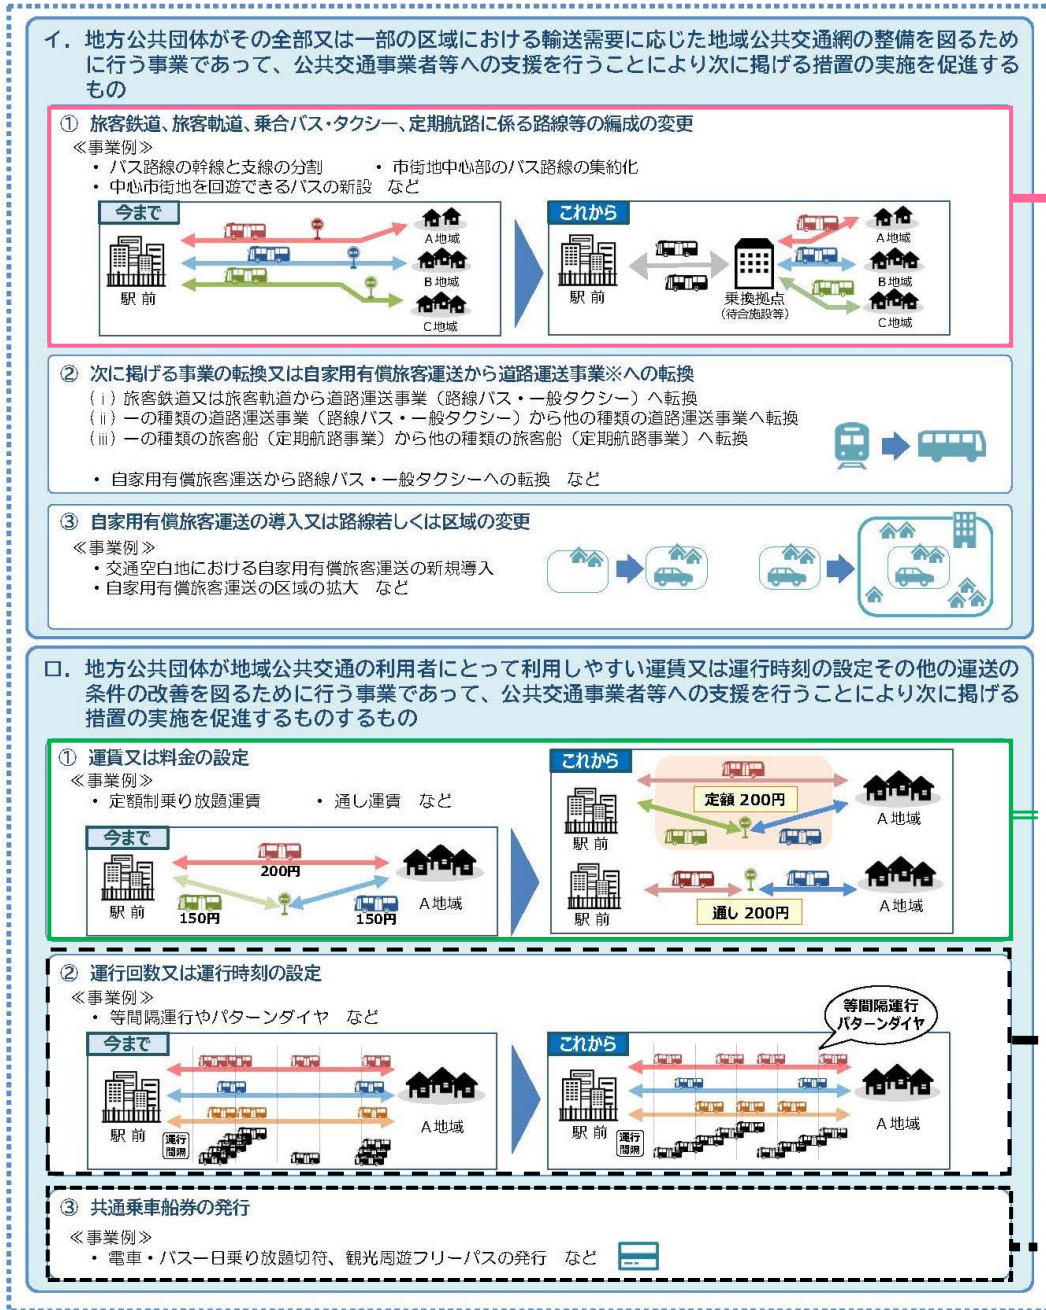 イ．地方公共団体がその全部又は一部の区域における輸送需要に応じた地域公共交通網の整備を図るため
に行う事業であって、公共交通事業者等への支援を行うことにより次に掲げる措置の実施を促進する
もの
① 旅客鉄道、旅客軌道、乗合バス・タクシー、定期航路に係る路線等の編成の変更
≪事業例≫
・ バス路線の幹線と支線の分割　・ 市街地中心部のバス路線の集約化
・ 中心市街地を回遊できるバスの新設　など
今まで
駅 前
A 地域
B 地域
C 地域
これから
駅 前
乗換拠点
（待合施設等）
A 地域
B 地域
C 地域
② 次に掲げる事業の転換又は自家用有償旅客運送から道路運送事業※への転換
(ⅰ) 旅客鉄道又は旅客軌道から道路運送事業（路線バス・一般タクシー）へ転換
(ⅱ) 一の種類の道路運送事業（路線バス・一般タクシー）から他の種類の道路運送事業へ転換
(ⅲ) 一の種類の旅客船（定期航路事業）から他の種類の旅客船（定期航路事業）へ転換
・ 自家用有償旅客運送から路線バス・一般タクシーへの転換　など
③ 自家用有償旅客運送の導入又は路線若しくは区域の変更
≪事業例≫
・交通空白地における自家用有償旅客運送の新規導入
・自家用有償旅客運送の区域の拡大　など
ロ．地方公共団体が地域公共交通の利用者にとって利用しやすい運賃又は運行時刻の設定その他の運送の
条件の改善を図るために行う事業であって、公共交通事業者等への支援を行うことにより次に掲げる
措置の実施を促進するものするもの
① 運賃又は料金の設定
≪事業例≫
・ 定額制乗り放題運賃　・ 通し運賃　など
今まで
駅 前
200円
150円
150円
A 地域
これから
駅 前
定額 200円
A 地域
駅 前
通し 200円
A 地域
② 運行回数又は運行時刻の設定
≪事業例≫
・ 等間隔運行やパターンダイヤ　など
等間隔運行
パターンダイヤ
今まで
駅 前
運行
間隔
A 地域
これから
駅 前
運行
間隔
A 地域
③ 共通乗車船券の発行
≪事業例≫
・ 電車・バス一日乗り放題切符、観光周遊フリーパスの発行　など